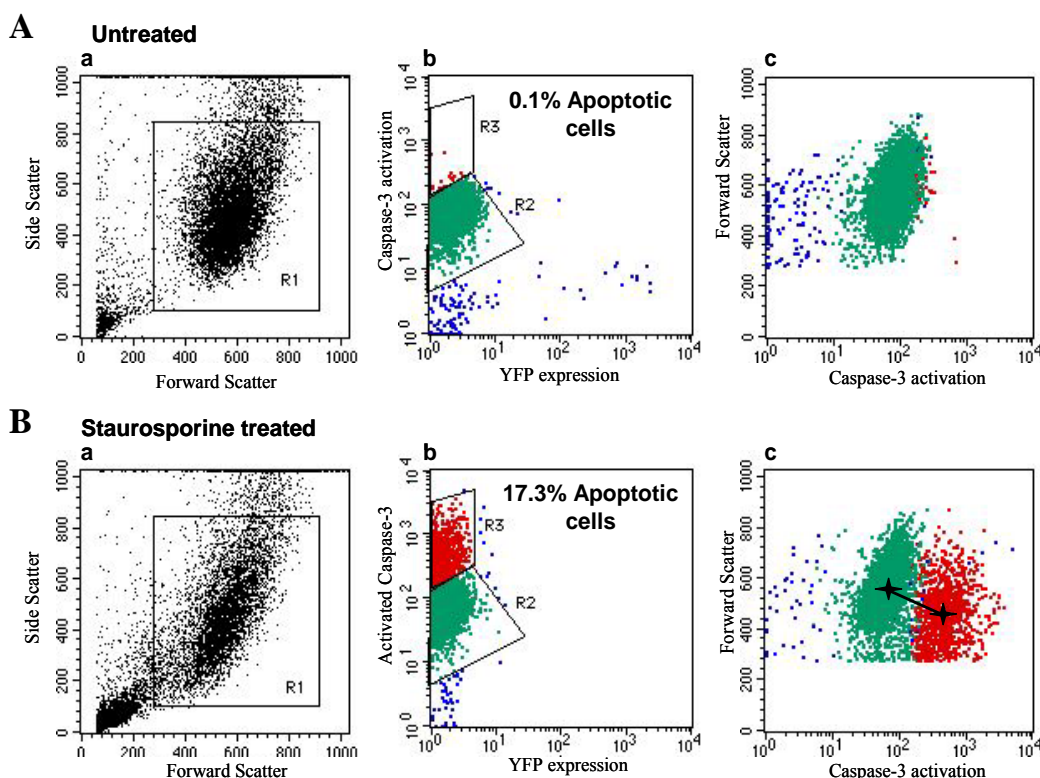 A
Untreated
a
b
c
1000
800
600
400
200
0
Side Scatter
R1
0 200 400 600 800 1000
Forward Scatter
10^4
10^3
10^2
10^1
10^0
Caspase-3 activation
0.1% Apoptotic
cells
R3
R2
10^0 10^1 10^2 10^3 10^4
YFP expression
1000
800
600
400
200
0
Forward Scatter
10^0 10^1 10^2 10^3 10^4
Caspase-3 activation
B
Staurosporine treated
a
b
c
1000
800
600
400
200
0
Side Scatter
R1
0 200 400 600 800 1000
Forward Scatter
10^4
10^3
10^2
10^1
10^0
Activated Caspase-3
17.3% Apoptotic
cells
R3
R2
10^0 10^1 10^2 10^3 10^4
YFP expression
1000
800
600
400
200
0
Forward Scatter
10^0 10^1 10^2 10^3 10^4
Caspase-3 activation